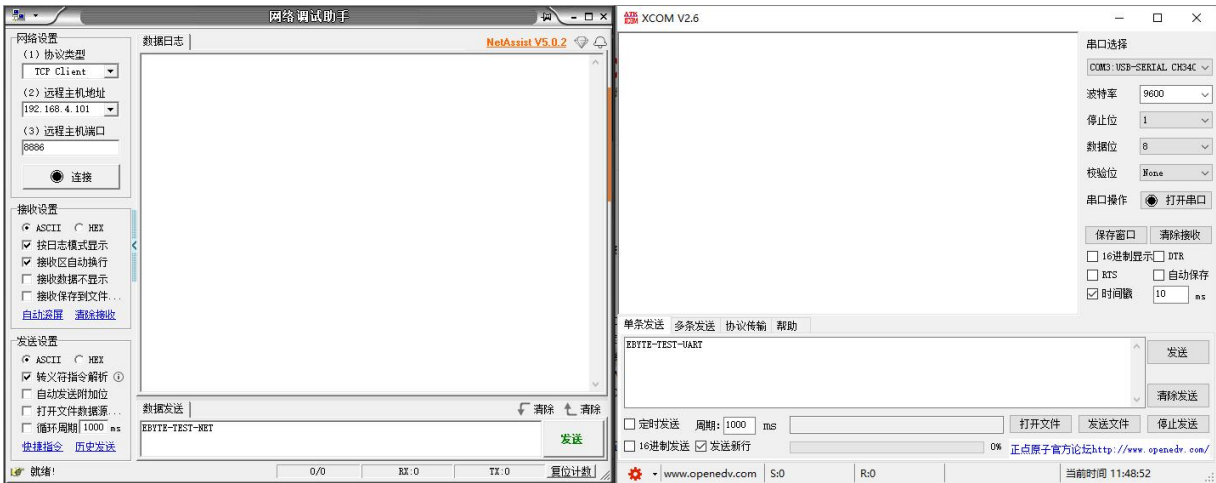 网络调试助手
网络设置
(1) 协议类型
TCP Client
(2) 远程主机地址
192.168.4.101
(3) 远程主机端口
8886
连接
接收设置
ASCII HEX
按日志模式显示
接收区自动换行
接收数据不显示
接收保存到文件...
自动滚屏 清除接收
发送设置
ASCII HEX
转义符指令解析
自动发送附加位
打开文件数据源...
循环周期 1000 ms
快捷指令 历史发送
就绪!
数据日志
NetAssist V5.0.2
数据发送
清除 清除
EBYTE-TEST-NET
发送
0/0 RX:0 TX:0 复位计数
ATK XCOM V2.6
串口选择
COM3:USB-SERIAL CH34C
波特率 9600
停止位 1
数据位 8
校验位 None
串口操作 打开串口
保存窗口 清除接收
16进制显示 DTR
RTS 自动保存
时间戳 10 ms
单条发送 多条发送 协议传输 帮助
EBYTE-TEST-UART
发送
清除发送
定时发送 周期: 1000 ms 打开文件 发送文件 停止发送
16进制发送 发送新行 0% 正点原子官方论坛http://www.openedv.com/
www.openedv.com S:0 R:0 当前时间 11:48:52